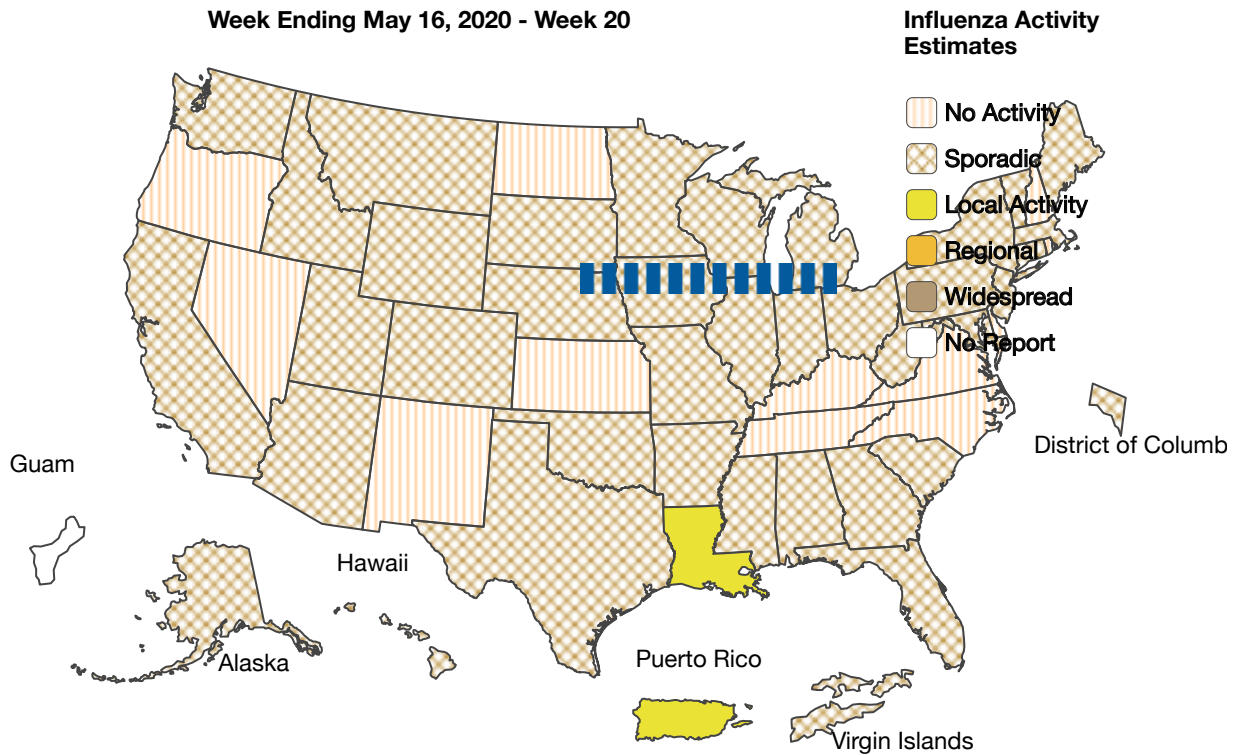 Week Ending May 16, 2020 - Week 20
Influenza Activity
Estimates
No Activity
Sporadic
Local Activity
Regional
Widespread
No Report
District of Columb
Guam
Hawaii
Alaska
Puerto Rico
Virgin Islands